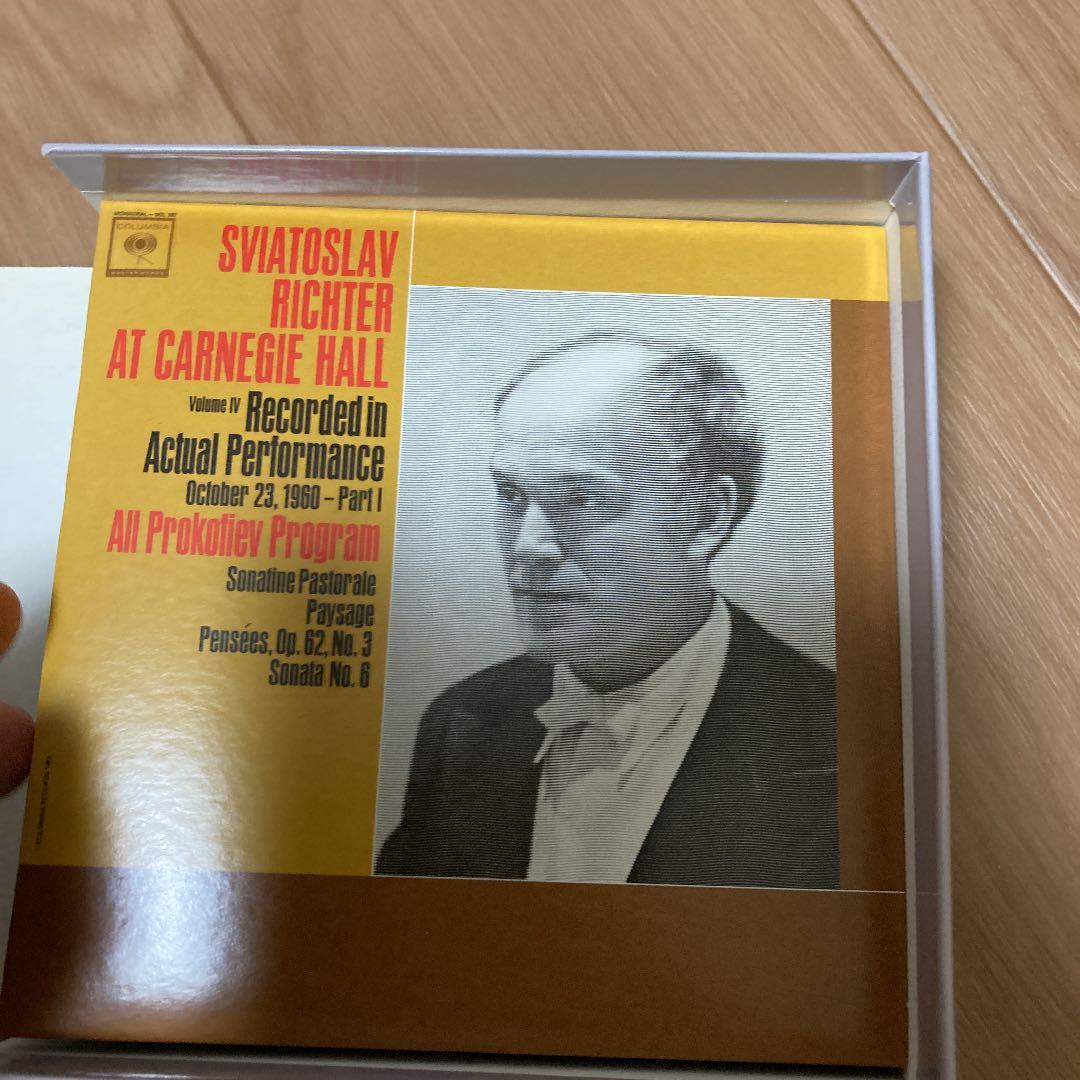 COLUMBIA
SVIATOSLAV
RICHTER
AT CARNEGIE HALL
Volume IV Recorded in
Actual Performance
October 23, 1960 – Part I
All Prokofiev Program
Sonatine Pastorale
Paysage
Pensées, Op. 62, No. 3
Sonata No. 6